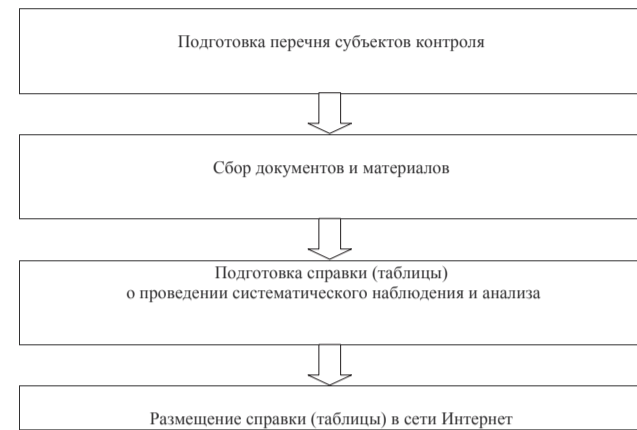 Подготовка перечня субъектов контроля
Сбор документов и материалов
Подготовка справки (таблицы)
о проведении систематического наблюдения и анализа
Размещение справки (таблицы) в сети Интернет